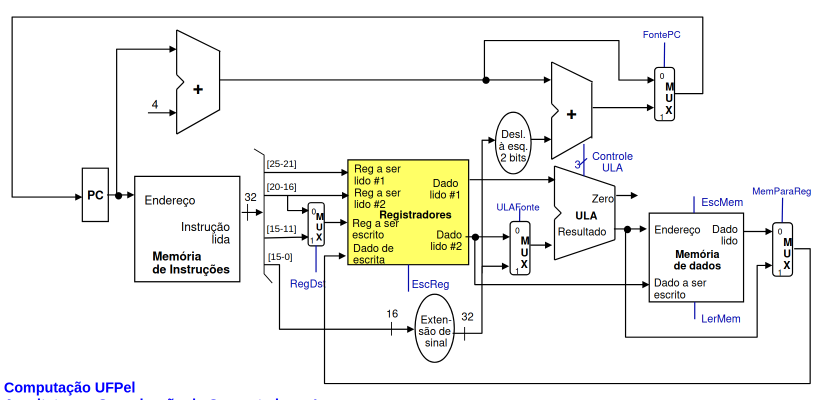 FontePC
0
M
U
X
1
+
4
+
Desl.
à esq.
2 bits
3
Controle
ULA
[25-21]
Reg a ser
lido #1
[20-16]
Reg a ser
lido #2
Dado
lido #1
Registradores
Reg a ser
escrito
Dado
lido #2
Dado de
escrita
PC
Endereço
32
Instrução
lida
Memória
de Instruções
0
M
U
X
1
[15-11]
[15-0]
RegDst
EscReg
ULAFonte
0
M
U
X
1
Zero
ULA
Resultado
EscMem
MemParaReg
Endereço
Dado
lido
Memória
de dados
Dado a ser
escrito
0
M
U
X
1
LerMem
16
Exten-
são de
sinal
32
Computação UFPel